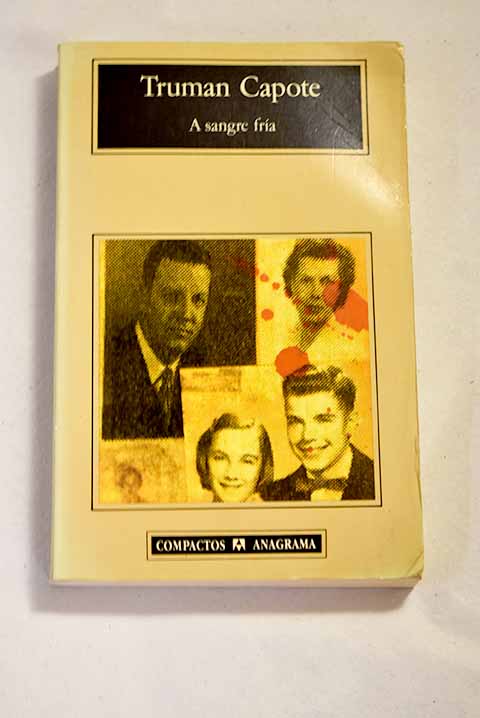 Truman Capote
A sangre fría
COMPACTOS ANAGRAMA